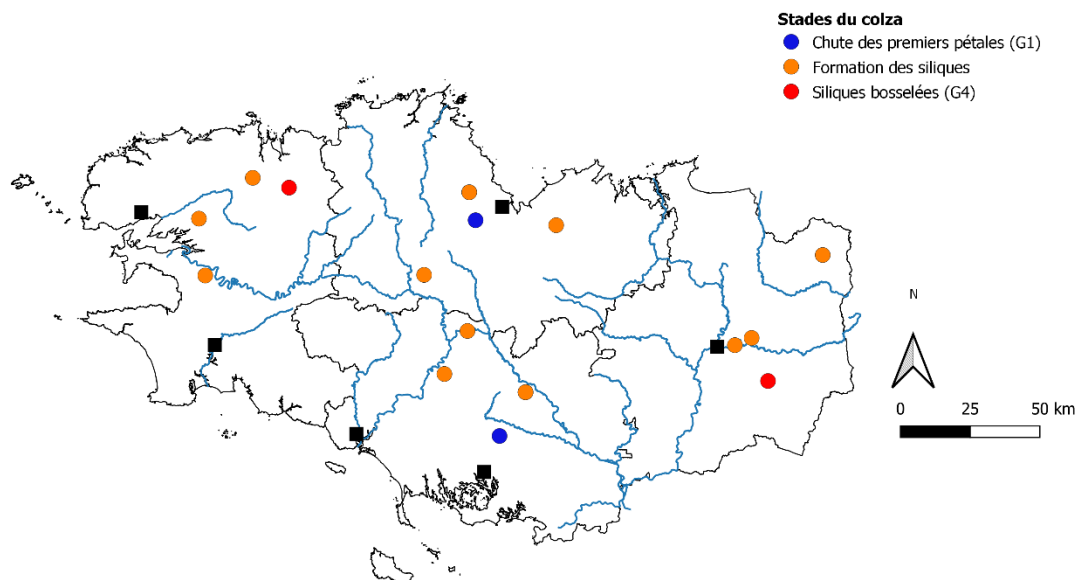 Stades du colza
Chute des premiers pétales (G1)
Formation des siliques
Siliques bosselées (G4)
N
0 25 50 km